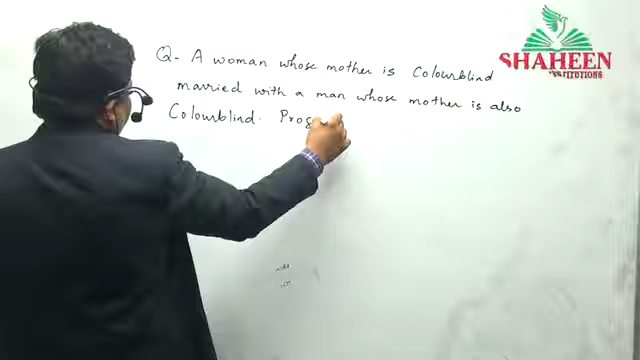 Q- A woman whose mother is Colourblind
married with a man whose mother is also
Colourblind. Prog
SHAHEEN
INSTITUTIONS